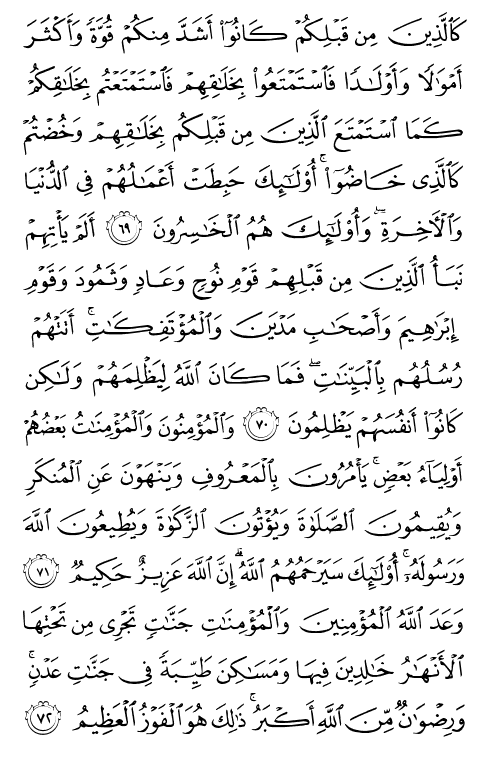 كَٱلَّذِينَ مِن قَبْلِكُمْ كَانُوٓا۟ أَشَدَّ مِنكُمْ قُوَّةً وَأَكْثَرَ
أَمْوَٰلًا وَأَوْلَـٰدًا فَٱسْتَمْتَعُوا۟ بِخَلَـٰقِهِمْ فَٱسْتَمْتَعْتُم بِخَلَـٰقِكُمْ
كَمَا ٱسْتَمْتَعَ ٱلَّذِينَ مِن قَبْلِكُم بِخَلَـٰقِهِمْ وَخُضْتُمْ
كَٱلَّذِى خَاضُوٓا۟ ۚ أُو۟لَـٰٓئِكَ حَبِطَتْ أَعْمَـٰلُهُمْ فِى ٱلدُّنْيَا
وَٱلْـَٔاخِرَةِ ۖ وَأُو۟لَـٰٓئِكَ هُمُ ٱلْخَـٰسِرُونَ ٦٩ أَلَمْ يَأْتِهِمْ
نَبَأُ ٱلَّذِينَ مِن قَبْلِهِمْ قَوْمِ نُوحٍ وَعَادٍ وَثَمُودَ وَقَوْمِ
إِبْرَٰهِيمَ وَأَصْحَـٰبِ مَدْيَنَ وَٱلْمُؤْتَفِكَـٰتِ ۚ أَتَتْهُمْ
رُسُلُهُم بِٱلْبَيِّنَـٰتِ ۖ فَمَا كَانَ ٱللَّهُ لِيَظْلِمَهُمْ وَلَـٰكِن
كَانُوٓا۟ أَنفُسَهُمْ يَظْلِمُونَ ٧٠ وَٱلْمُؤْمِنُونَ وَٱلْمُؤْمِنَـٰتُ بَعْضُهُمْ
أَوْلِيَآءُ بَعْضٍ ۚ يَأْمُرُونَ بِٱلْمَعْرُوفِ وَيَنْهَوْنَ عَنِ ٱلْمُنكَرِ
وَيُقِيمُونَ ٱلصَّلَوٰةَ وَيُؤْتُونَ ٱلزَّكَوٰةَ وَيُطِيعُونَ ٱللَّهَ
وَرَسُولَهُۥٓ ۚ أُو۟لَـٰٓئِكَ سَيَرْحَمُهُمُ ٱللَّهُ ۗ إِنَّ ٱللَّهَ عَزِيزٌ حَكِيمٌ ٧١
وَعَدَ ٱللَّهُ ٱلْمُؤْمِنِينَ وَٱلْمُؤْمِنَـٰتِ جَنَّـٰتٍ تَجْرِى مِن تَحْتِهَا
ٱلْأَنْهَـٰرُ خَـٰلِدِينَ فِيهَا وَمَسَـٰكِنَ طَيِّبَةً فِى جَنَّـٰتِ عَدْنٍ ۚ
وَرِضْوَٰنٌ مِّنَ ٱللَّهِ أَكْبَرُ ۚ ذَٰلِكَ هُوَ ٱلْفَوْزُ ٱلْعَظِيمُ ٧٢